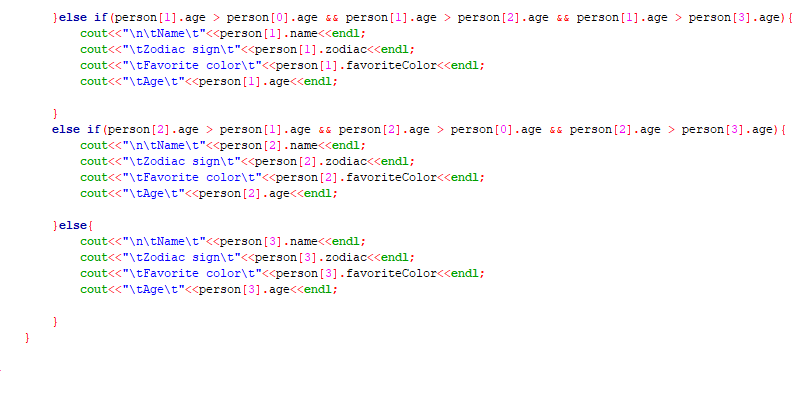 }else if(person[1].age > person[0].age && person[1].age > person[2].age && person[1].age > person[3].age){
cout<<"\n\tName\t"<<person[1].name<<endl;
cout<<"\tZodiac sign\t"<<person[1].zodiac<<endl;
cout<<"\tFavorite color\t"<<person[1].favoriteColor<<endl;
cout<<"\tAge\t"<<person[1].age<<endl;
}
else if(person[2].age > person[1].age && person[2].age > person[0].age && person[2].age > person[3].age){
cout<<"\n\tName\t"<<person[2].name<<endl;
cout<<"\tZodiac sign\t"<<person[2].zodiac<<endl;
cout<<"\tFavorite color\t"<<person[2].favoriteColor<<endl;
cout<<"\tAge\t"<<person[2].age<<endl;
}else{
cout<<"\n\tName\t"<<person[3].name<<endl;
cout<<"\tZodiac sign\t"<<person[3].zodiac<<endl;
cout<<"\tFavorite color\t"<<person[3].favoriteColor<<endl;
cout<<"\tAge\t"<<person[3].age<<endl;
}
}